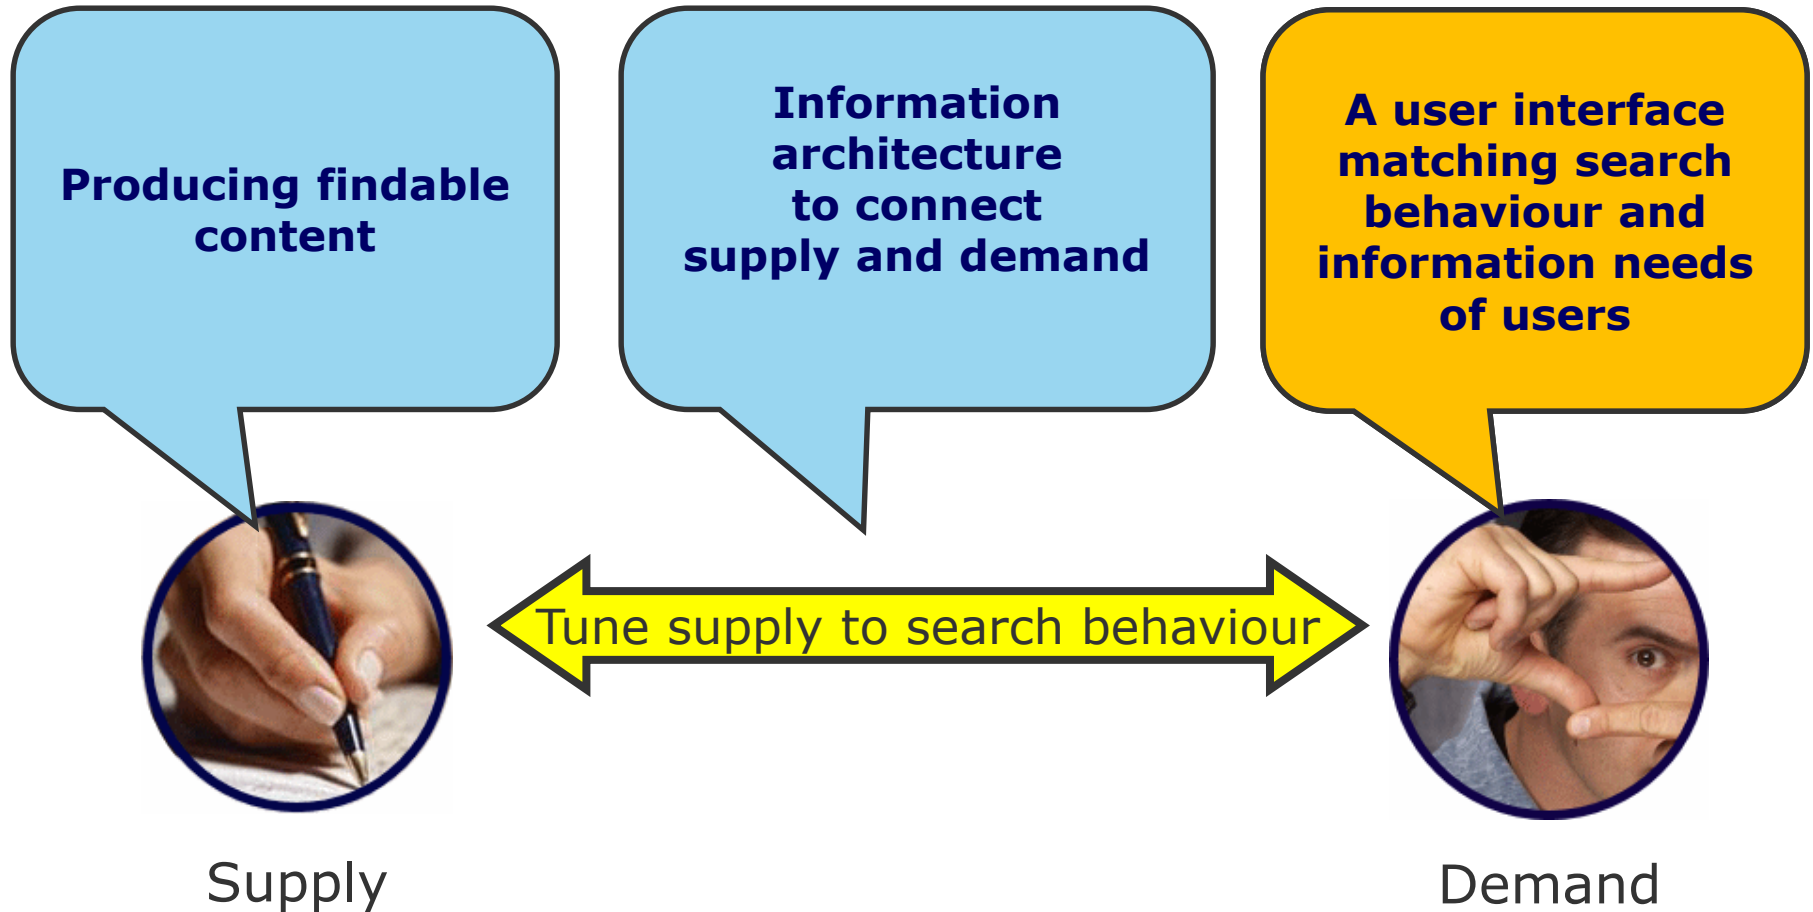 Producing findable
content
Information
architecture
to connect
supply and demand
A user interface
matching search
behaviour and
information needs
of users
Tune supply to search behaviour
Supply
Demand